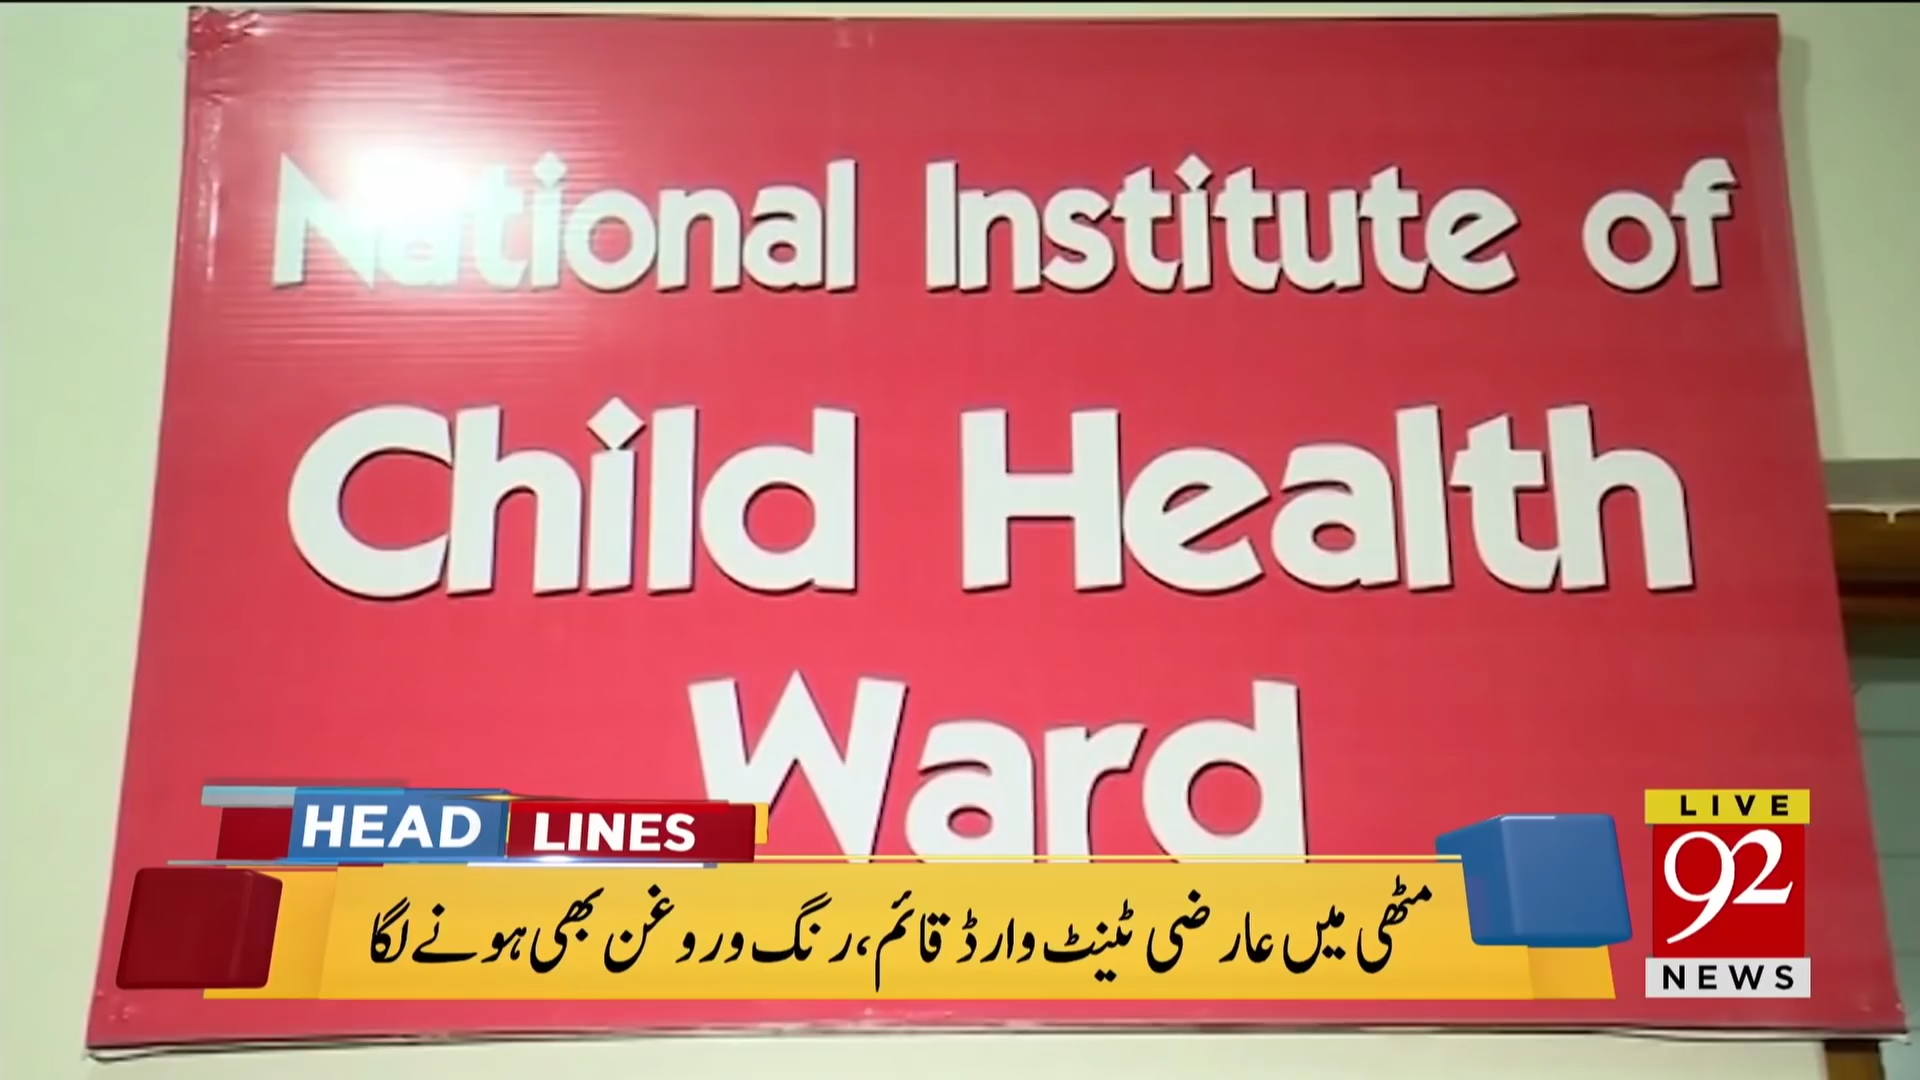 National Institute of
Child Health
Ward
HEAD LINES
مٹھی میں عارضی ٹینٹ وارڈ قائم، رنگ و روغن بھی ہونے لگا
LIVE
92
NEWS